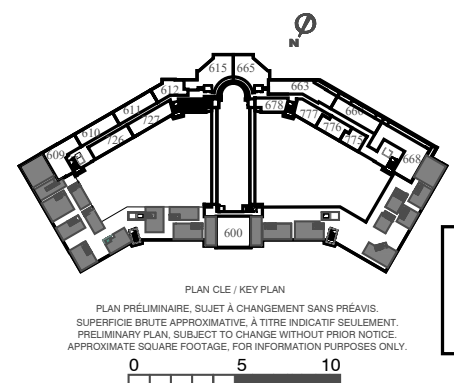 N
615 665
612 663
611 678 666
610 727 777
726 776
609 775 L7 668
600
PLAN CLE / KEY PLAN
PLAN PRÉLIMINAIRE, SUJET À CHANGEMENT SANS PRÉAVIS.
SUPERFICIE BRUTE APPROXIMATIVE, À TITRE INDICATIF SEULEMENT.
PRELIMINARY PLAN, SUBJECT TO CHANGE WITHOUT PRIOR NOTICE.
APPROXIMATE SQUARE FOOTAGE, FOR INFORMATION PURPOSES ONLY.
0 5 10